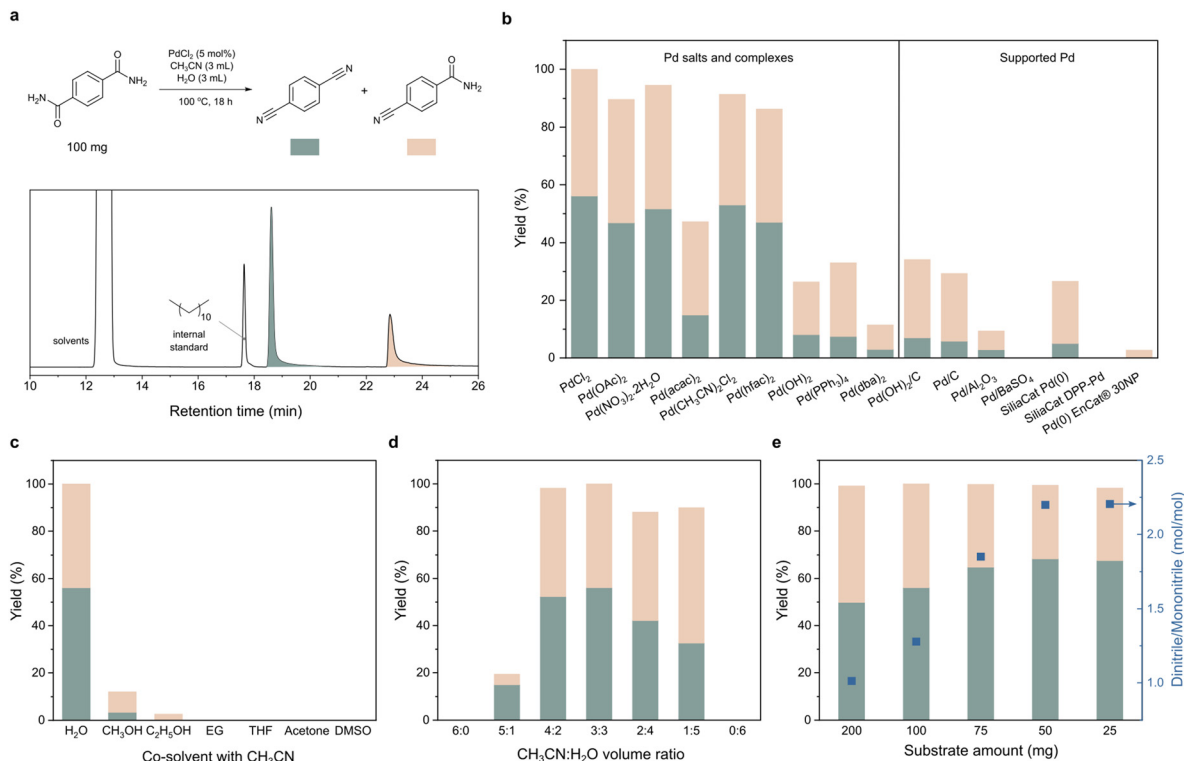 a
PdCl2 (5 mol%)
CH3CN (3 mL)
H2O (3 mL)
100 °C, 18 h
O
NH2
H2N
O
100 mg
N
N
+
O
NH2
N
solvents
10
internal
standard
10 12 14 16 18 20 22 24 26
Retention time (min)
b
Pd salts and complexes
Supported Pd
Yield (%)
100
80
60
40
20
0
PdCl2
Pd(OAc)2
Pd(NO3)2·2H2O
Pd(acac)2
Pd(CH3CN)2Cl2
Pd(hfac)2
Pd(OH)2
Pd(PPh3)4
Pd(dba)2
Pd(OH)2/C
Pd/C
Pd/Al2O3
Pd/BaSO4
SiliaCat Pd(0)
SiliaCat DPP-Pd
Pd(0) EnCat® 30NP
c
Yield (%)
100
80
60
40
20
0
H2O CH3OH C2H5OH EG THF Acetone DMSO
Co-solvent with CH3CN
d
Yield (%)
100
80
60
40
20
0
6:0 5:1 4:2 3:3 2:4 1:5 0:6
CH3CN:H2O volume ratio
e
Yield (%)
100
80
60
40
20
0
200 100 75 50 25
Substrate amount (mg)
2.5
2.0
1.5
1.0
Dinitrile/Mononitrile (mol/mol)